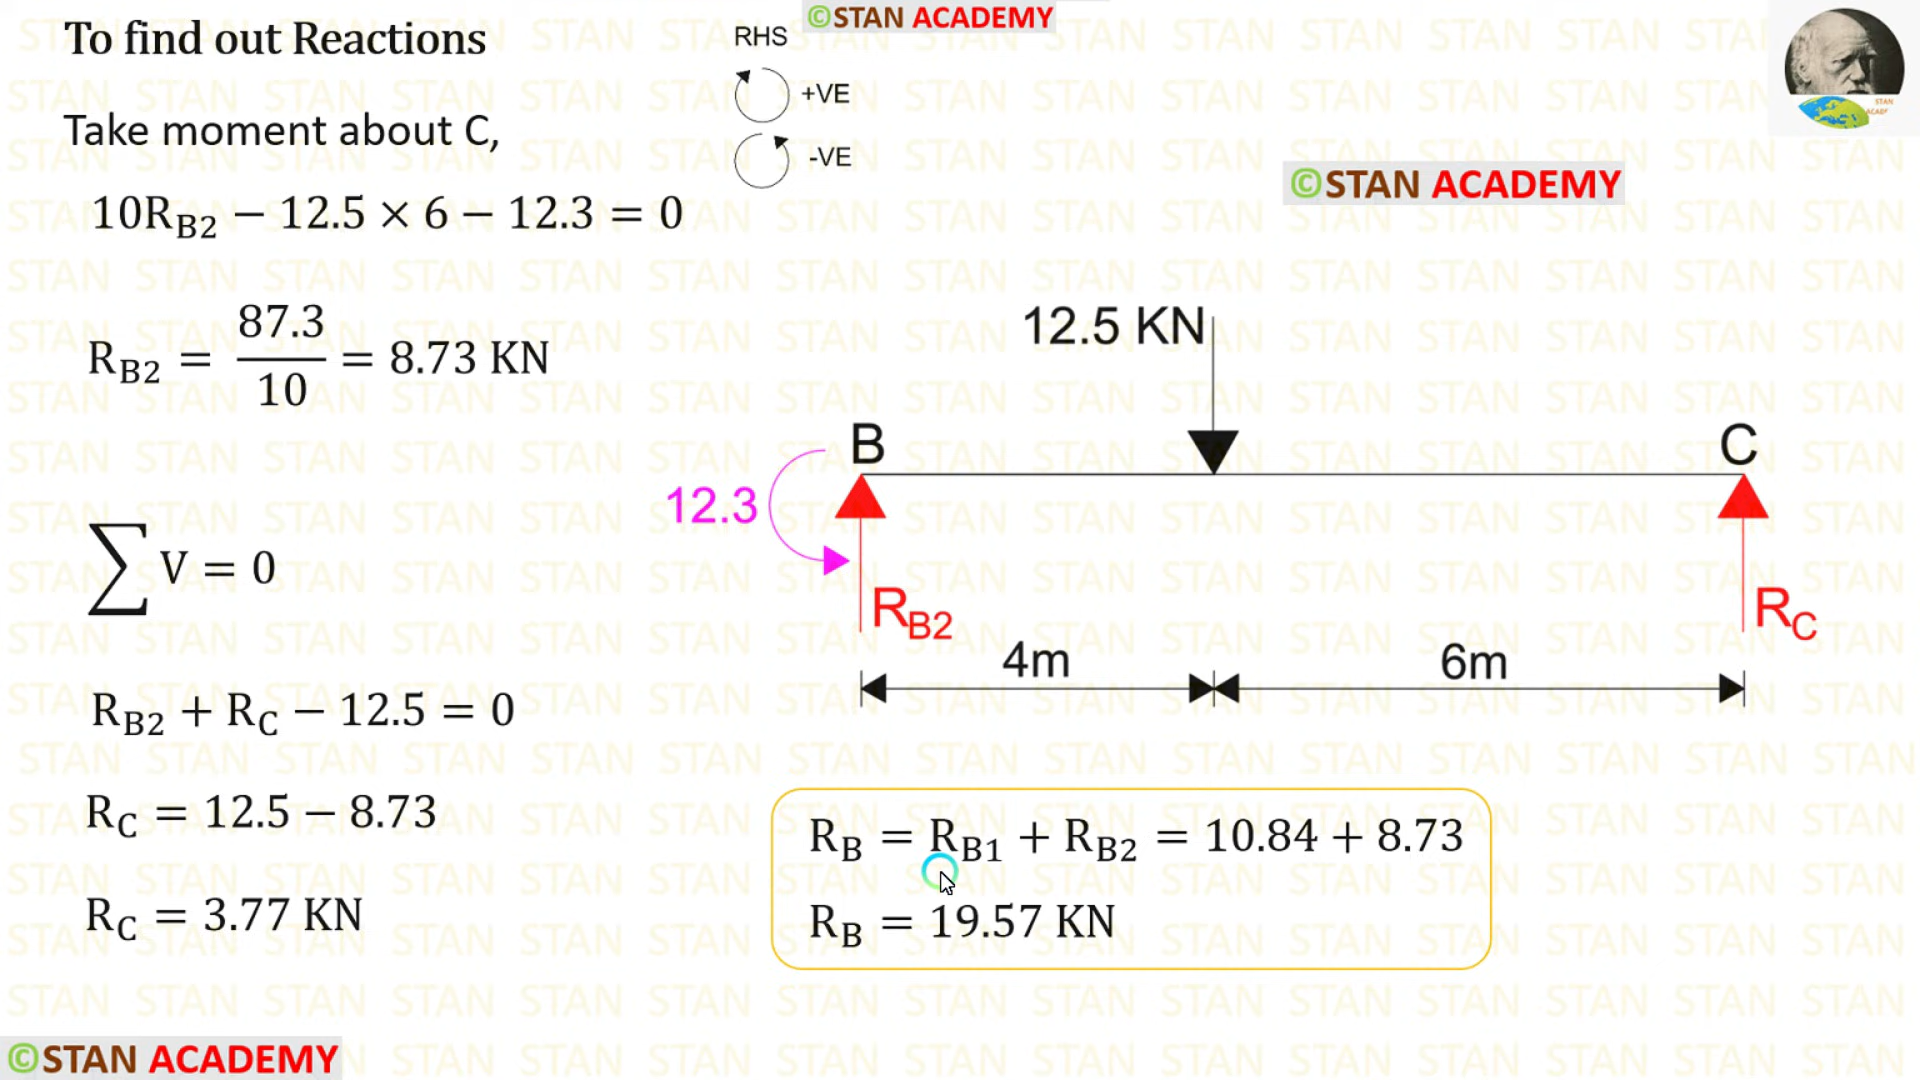 ©STAN ACADEMY
To find out Reactions
RHS
+VE
-VE
Take moment about C,
©STAN ACADEMY
STAN
ACADF
10R_B2 − 12.5 × 6 − 12.3 = 0
R_B2 = 87.3/10 = 8.73 KN
12.5 KN
B
C
12.3
∑ V = 0
R_B2
R_C
4m
6m
R_B2 + R_C − 12.5 = 0
R_C = 12.5 − 8.73
R_B = R_B1 + R_B2 = 10.84 + 8.73
R_C = 3.77 KN
R_B = 19.57 KN
©STAN ACADEMY